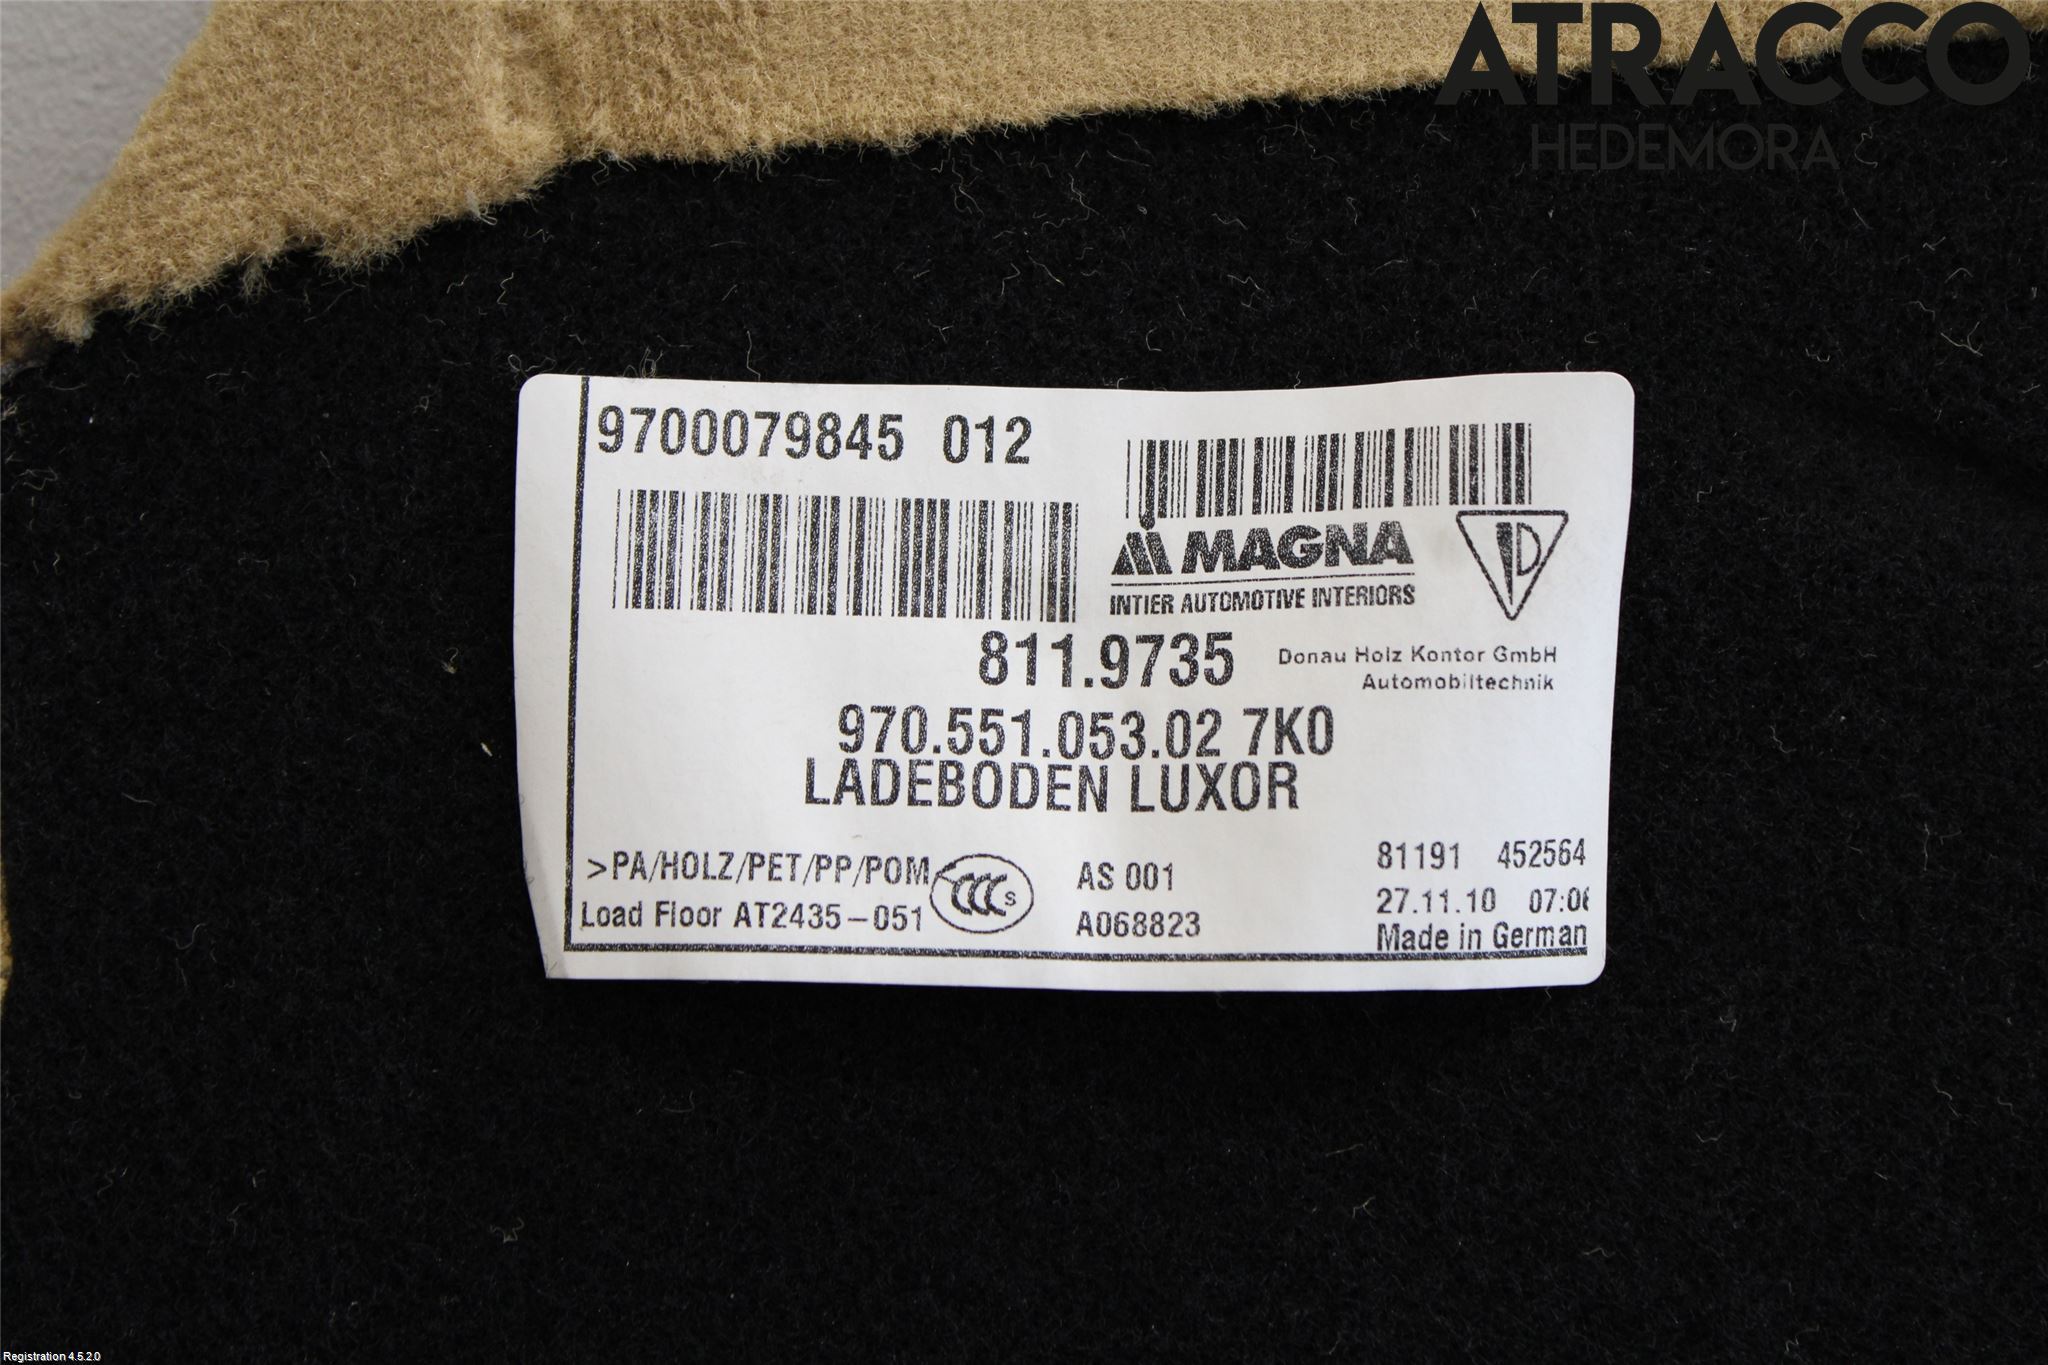 ATRACCO
HEDEMORA
9700079845 012
MAGNA
INTIER AUTOMOTIVE INTERIORS
811.9735
Donau Holz Kontor GmbH
Automobiltechnik
970.551.053.02 7K0
LADEBODEN LUXOR
>PA/HOLZ/PET/PP/POM
CCC S
AS 001
81191 452564
Load Floor AT2435-051
A068823
27.11.10 07:06
Made in German
Registration 4.5.2.0